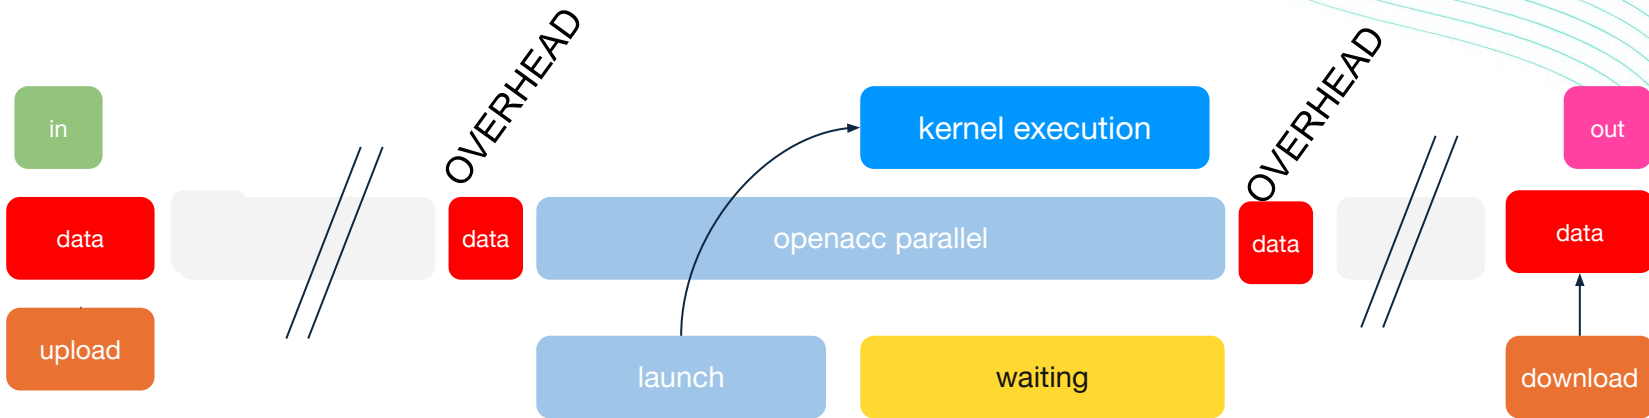 OVERHEAD
OVERHEAD
in
kernel execution
out
data
data
openacc parallel
data
data
upload
launch
waiting
download